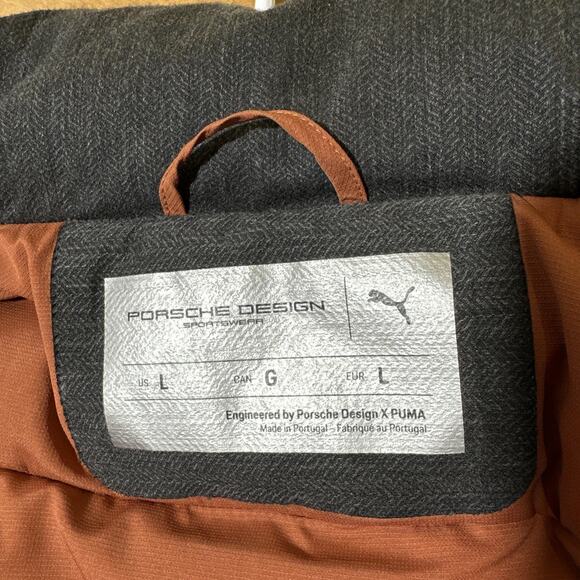 PORSCHE DESIGN
SPORTSWEAR
US L CAN G EUR L
Engineered by Porsche Design X PUMA
Made in Portugal - Fabriqué au Portugal